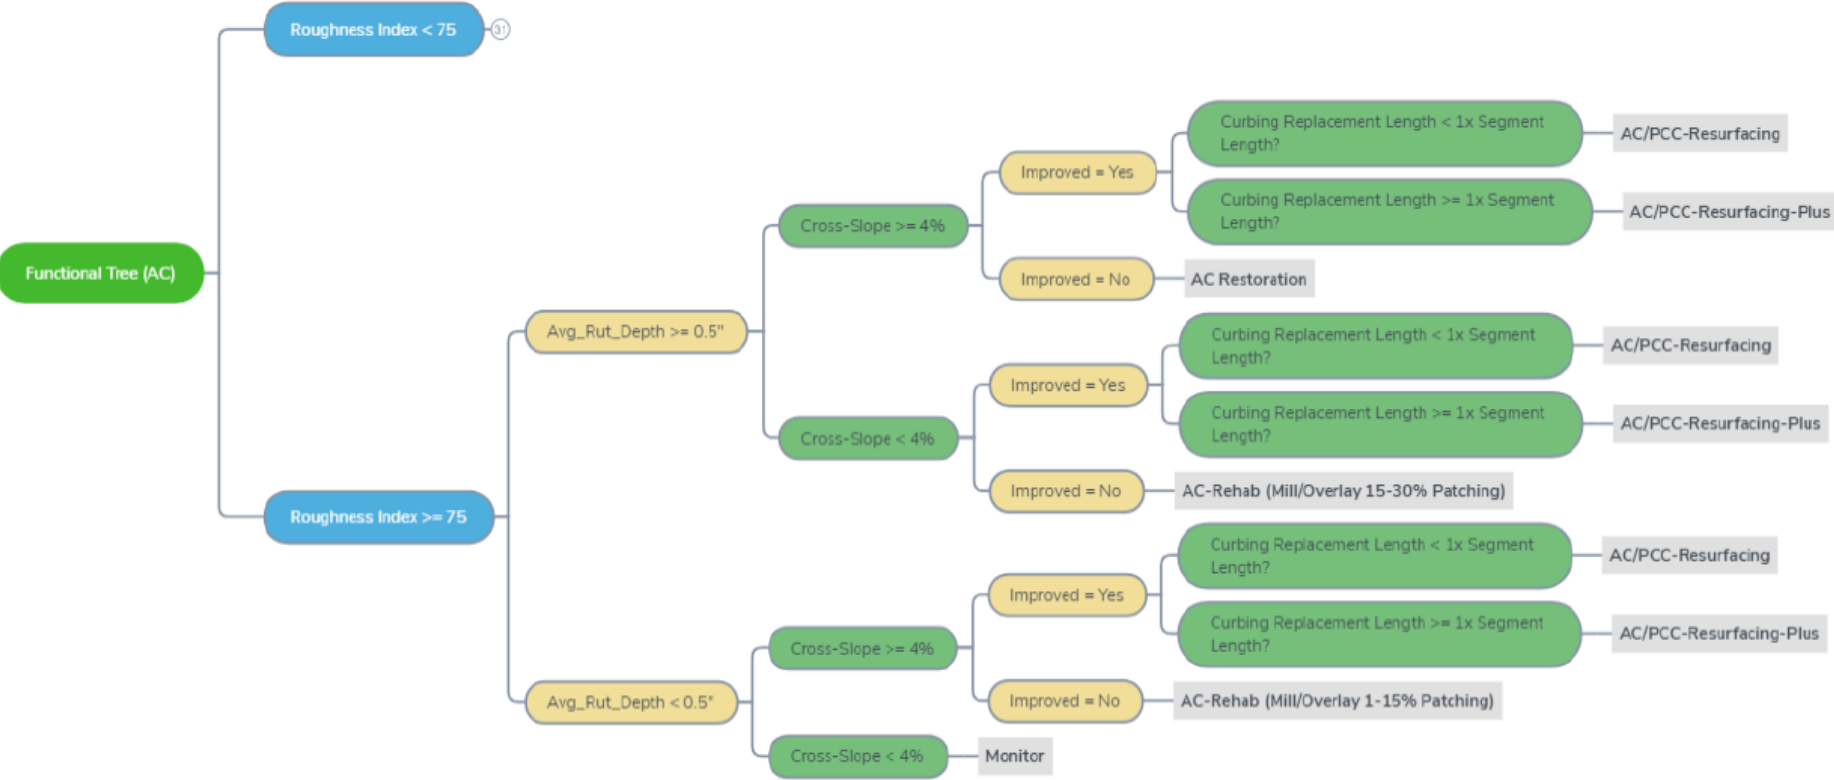 Roughness Index < 75
31
Curbing Replacement Length < 1x Segment
Length?
AC/PCC-Resurfacing
Improved = Yes
Curbing Replacement Length >= 1x Segment
Length?
AC/PCC-Resurfacing-Plus
Cross-Slope >= 4%
Improved = No
AC Restoration
Functional Tree (AC)
Avg_Rut_Depth >= 0.5"
Curbing Replacement Length < 1x Segment
Length?
AC/PCC-Resurfacing
Improved = Yes
Curbing Replacement Length >= 1x Segment
Length?
AC/PCC-Resurfacing-Plus
Cross-Slope < 4%
Improved = No
AC-Rehab (Mill/Overlay 15-30% Patching)
Roughness Index >= 75
Curbing Replacement Length < 1x Segment
Length?
AC/PCC-Resurfacing
Improved = Yes
Curbing Replacement Length >= 1x Segment
Length?
AC/PCC-Resurfacing-Plus
Cross-Slope >= 4%
Improved = No
AC-Rehab (Mill/Overlay 1-15% Patching)
Avg_Rut_Depth < 0.5"
Cross-Slope < 4%
Monitor